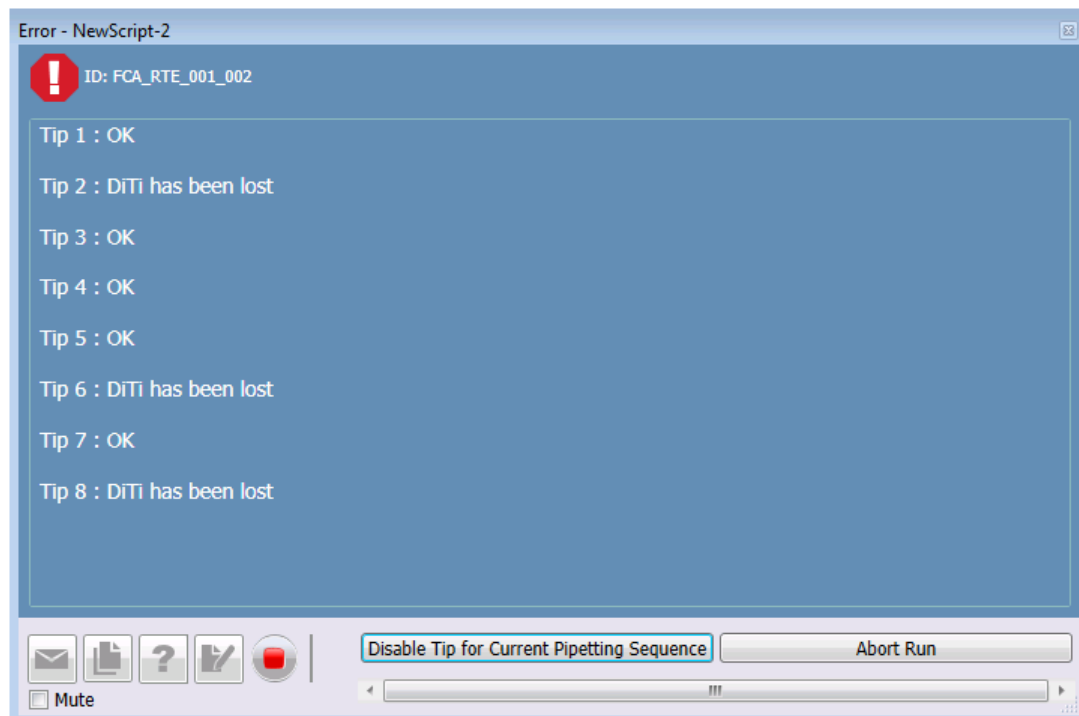 Error - NewScript-2
ID: FCA_RTE_001_002
Tip 1 : OK
Tip 2 : DiTi has been lost
Tip 3 : OK
Tip 4 : OK
Tip 5 : OK
Tip 6 : DiTi has been lost
Tip 7 : OK
Tip 8 : DiTi has been lost
Disable Tip for Current Pipetting Sequence Abort Run
Mute